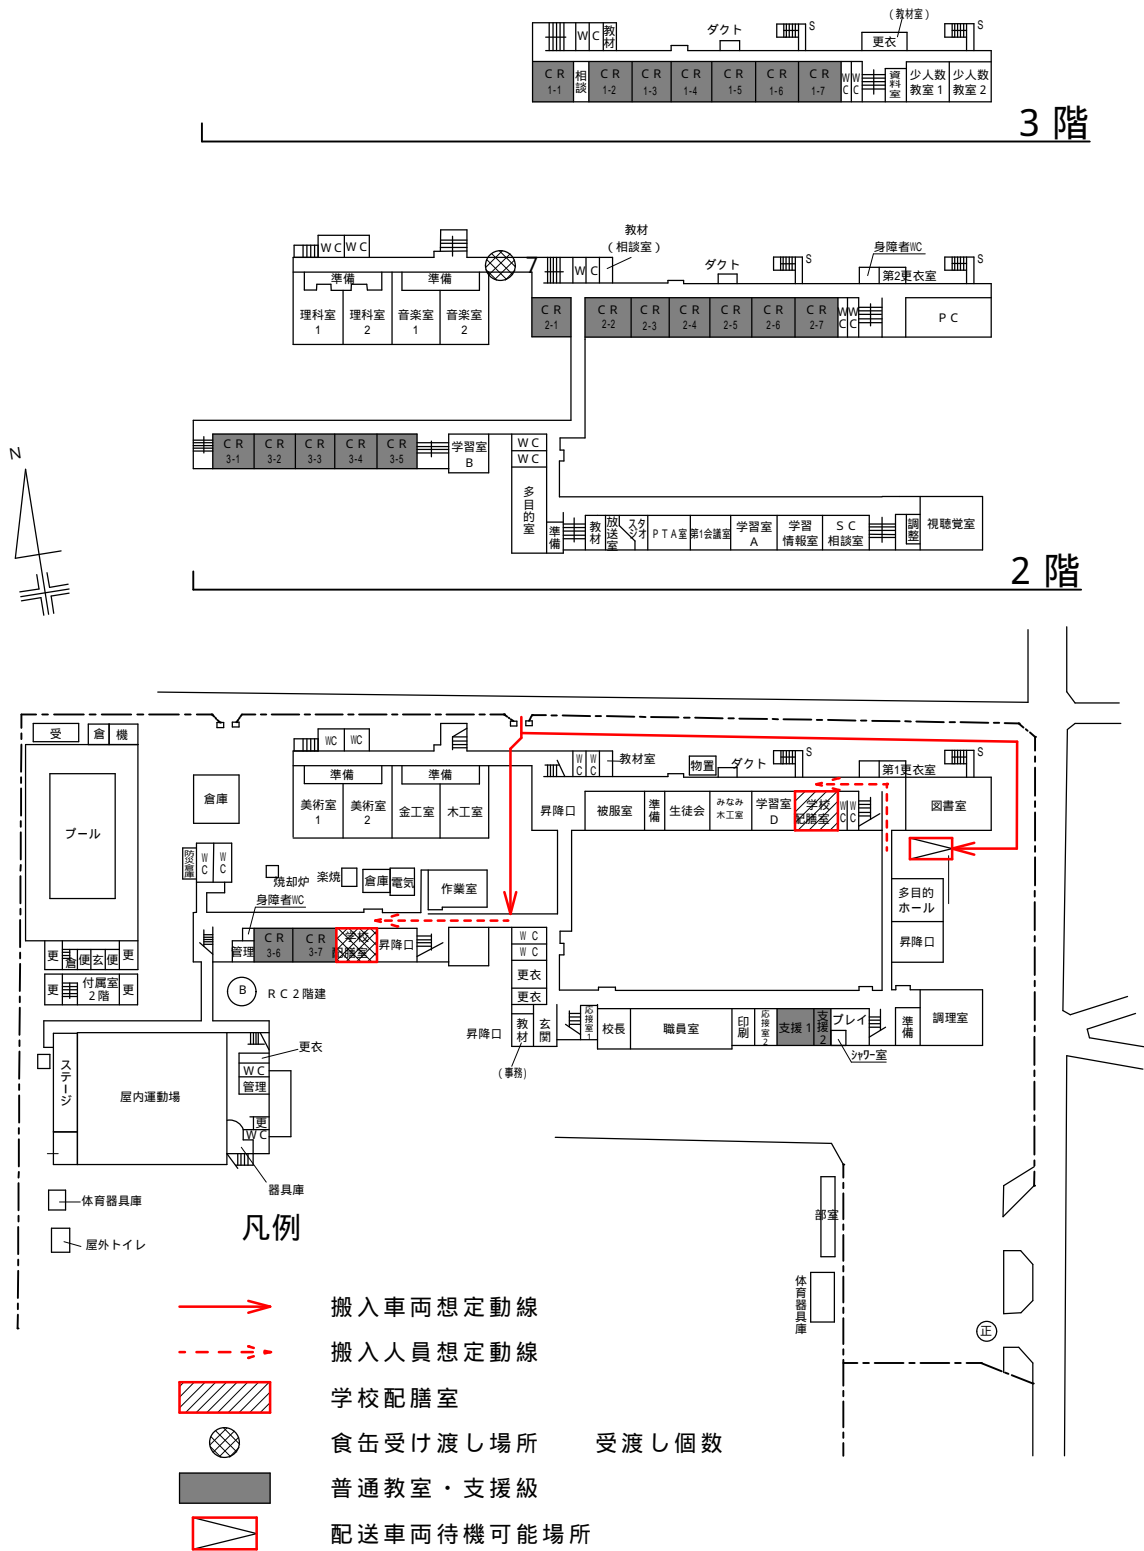 (教材室)
S
S
WC
教材
ダクト
更衣
CR 1-1
相談
CR 1-2
CR 1-3
CR 1-4
CR 1-5
CR 1-6
CR 1-7
WC
WC
資料室
少人数教室1
少人数教室2
3階
教材
(相談室)
WC WC
WC
ダクト
S
身障者WC
第2更衣室
S
準備
準備
理科室1
理科室2
音楽室1
音楽室2
CR 2-1
CR 2-2
CR 2-3
CR 2-4
CR 2-5
CR 2-6
CR 2-7
WC
WC
PC
CR 3-1
CR 3-2
CR 3-3
CR 3-4
CR 3-5
学習室B
WC
WC
N
多目的室
準備
教材
放送室
スタジオ
PTA室
第1会議室
学習室A
学習情報室
SC相談室
調整
視聴覚室
2階
受
倉
機
WC
WC
WC
WC
教材室
物置
ダクト
S
第1更衣室
S
準備
準備
プール
倉庫
美術室1
美術室2
金工室
木工室
昇降口
被服室
準備
生徒会
みなみ木工室
学習室D
学校配膳室
WC
WC
図書室
防災倉庫
WC
WC
焼却炉
楽焼
倉庫
電気
作業室
身障者WC
多目的ホール
管理
CR 3-6
CR 3-7
学校配膳室
昇降口
WC
WC
昇降口
更
倉
便
玄
便
更
更衣
更
付属室2階
更
B
RC2階建
更衣
昇降口
教材
(事務)
玄関
応接室1
校長
職員室
印刷
応接室2
支援1
支援2
プレイ
シャワー室
準備
調理室
ステージ
屋内運動場
更衣
WC
管理
更
WC
器具庫
体育器具庫
屋外トイレ
部室
体育器具庫
正
凡例
搬入車両想定動線
搬入人員想定動線
学校配膳室
食缶受け渡し場所 受渡し個数
普通教室・支援級
配送車両待機可能場所